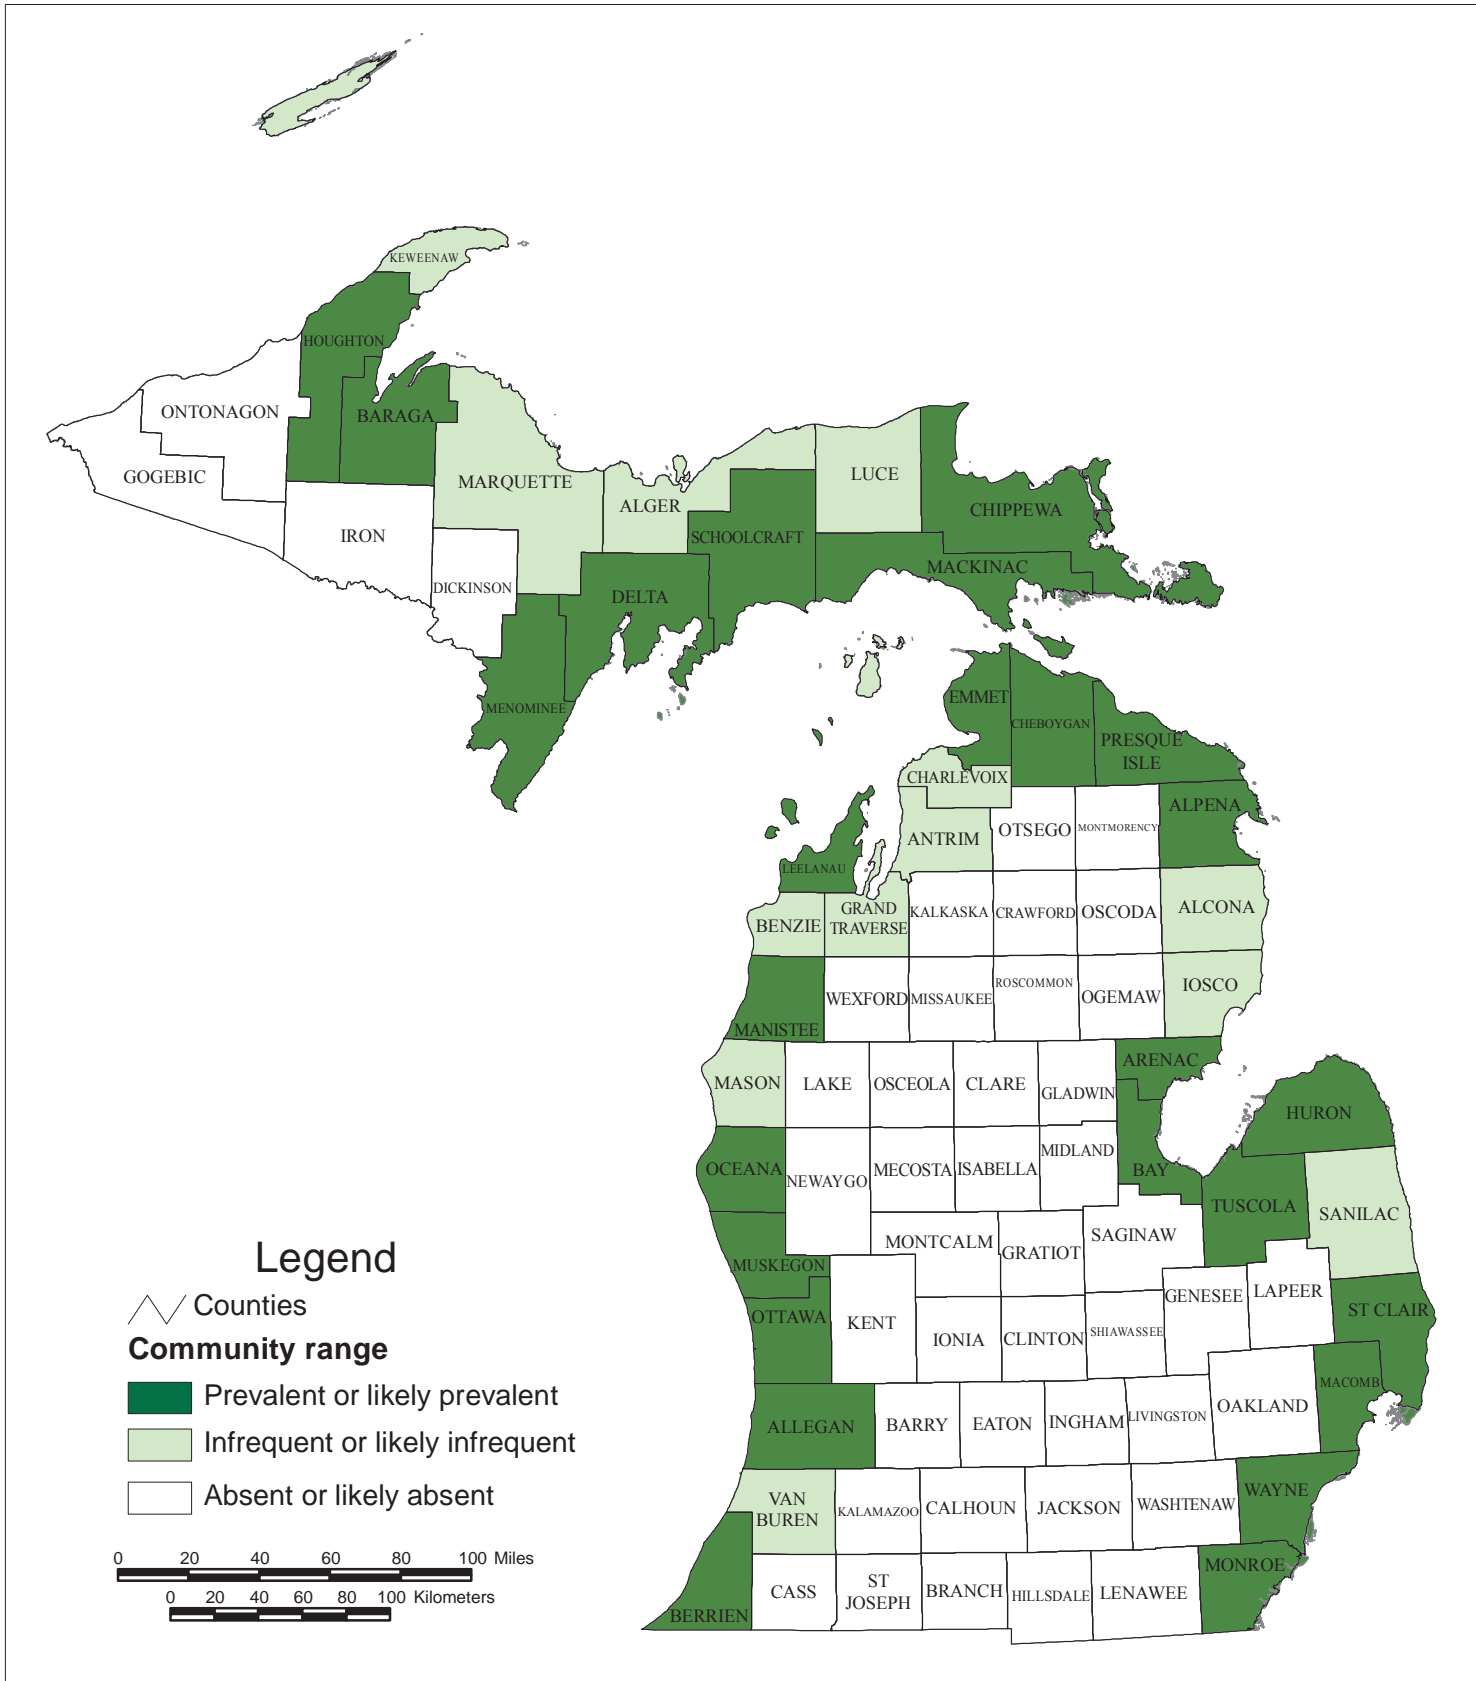 KEWEENAW
HOUGHTON
ONTONAGON
BARAGA
GOGEBIC
MARQUETTE
LUCE
ALGER
CHIPPEWA
IRON
SCHOOLCRAFT
MACKINAC
DICKINSON
DELTA
MENOMINEE
EMMET
CHEBOYGAN
PRESQUE
ISLE
CHARLEVOIX
ALPENA
OTSEGO
MONTMORENCY
ANTRIM
LEELANAU
GRAND
TRAVERSE
BENZIE
KALKASKA
CRAWFORD
OSCODA
ALCONA
WEXFORD
MISSAUKEE
ROSCOMMON
OGEMAW
IOSCO
MANISTEE
ARENAC
MASON
LAKE
OSCEOLA
CLARE
GLADWIN
HURON
OCEANA
NEWAYGO
MECOSTA
ISABELLA
MIDLAND
BAY
TUSCOLA
SANILAC
MONTCALM
GRATIOT
SAGINAW
MUSKEGON
GENESEE
LAPEER
ST CLAIR
OTTAWA
KENT
IONIA
CLINTON
SHIAWASSEE
MACOMB
ALLEGAN
BARRY
EATON
INGHAM
LIVINGSTON
OAKLAND
VAN
BUREN
KALAMAZOO
CALHOUN
JACKSON
WASHTENAW
WAYNE
MONROE
BERRIEN
CASS
ST
JOSEPH
BRANCH
HILLSDALE
LENAWEE
Legend
Counties
Community range
Prevalent or likely prevalent
Infrequent or likely infrequent
Absent or likely absent
0 20 40 60 80 100 Miles
0 20 40 60 80 100 Kilometers